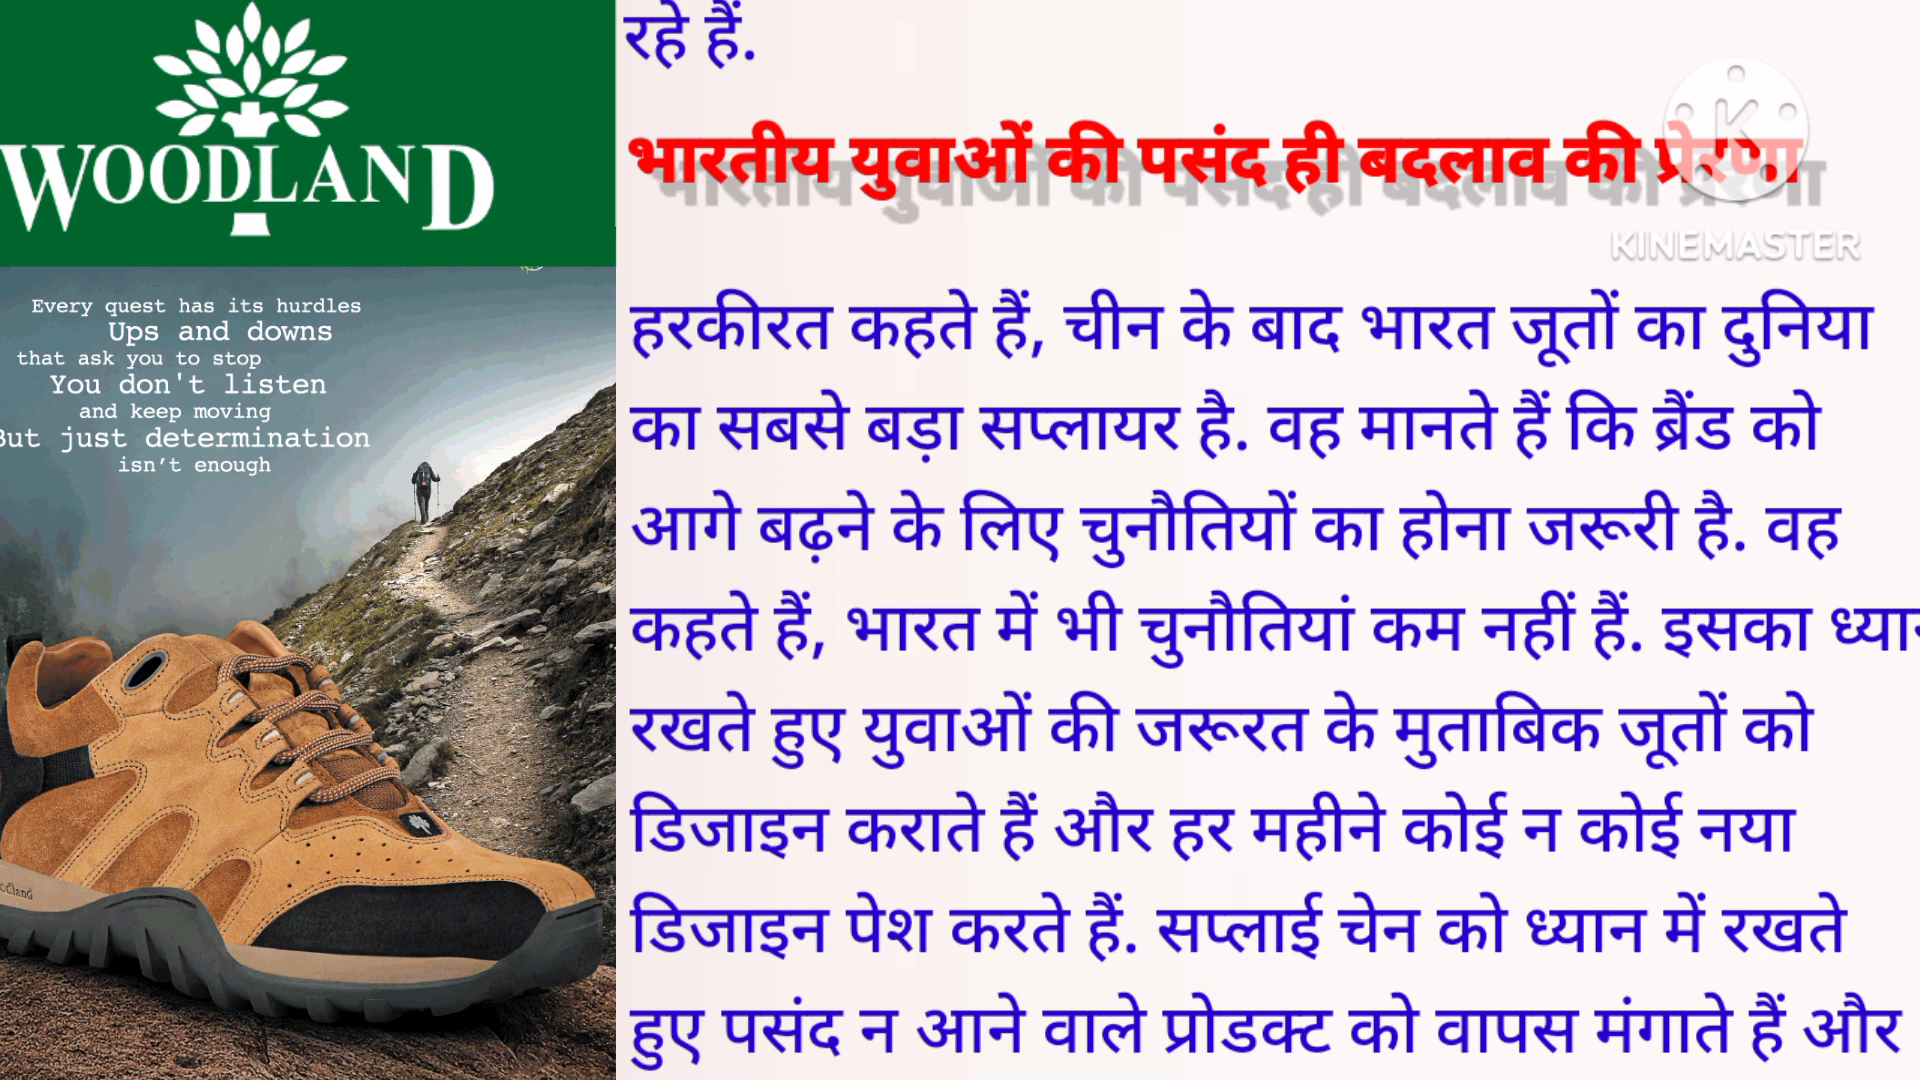 WOODLAND
Every quest has its hurdles
Ups and downs
that ask you to stop
You don't listen
and keep moving
But just determination
isn't enough
रहे हैं.
भारतीय युवाओं की पसंद ही बदलाव की प्रेरणा
KINEMASTER
हरकीरत कहते हैं, चीन के बाद भारत जूतों का दुनिया
का सबसे बड़ा सप्लायर है. वह मानते हैं कि ब्रैंड को
आगे बढ़ने के लिए चुनौतियों का होना जरूरी है. वह
कहते हैं, भारत में भी चुनौतियां कम नहीं हैं. इसका ध्यान
रखते हुए युवाओं की जरूरत के मुताबिक जूतों को
डिजाइन कराते हैं और हर महीने कोई न कोई नया
डिजाइन पेश करते हैं. सप्लाई चेन को ध्यान में रखते
हुए पसंद न आने वाले प्रोडक्ट को वापस मंगाते हैं और